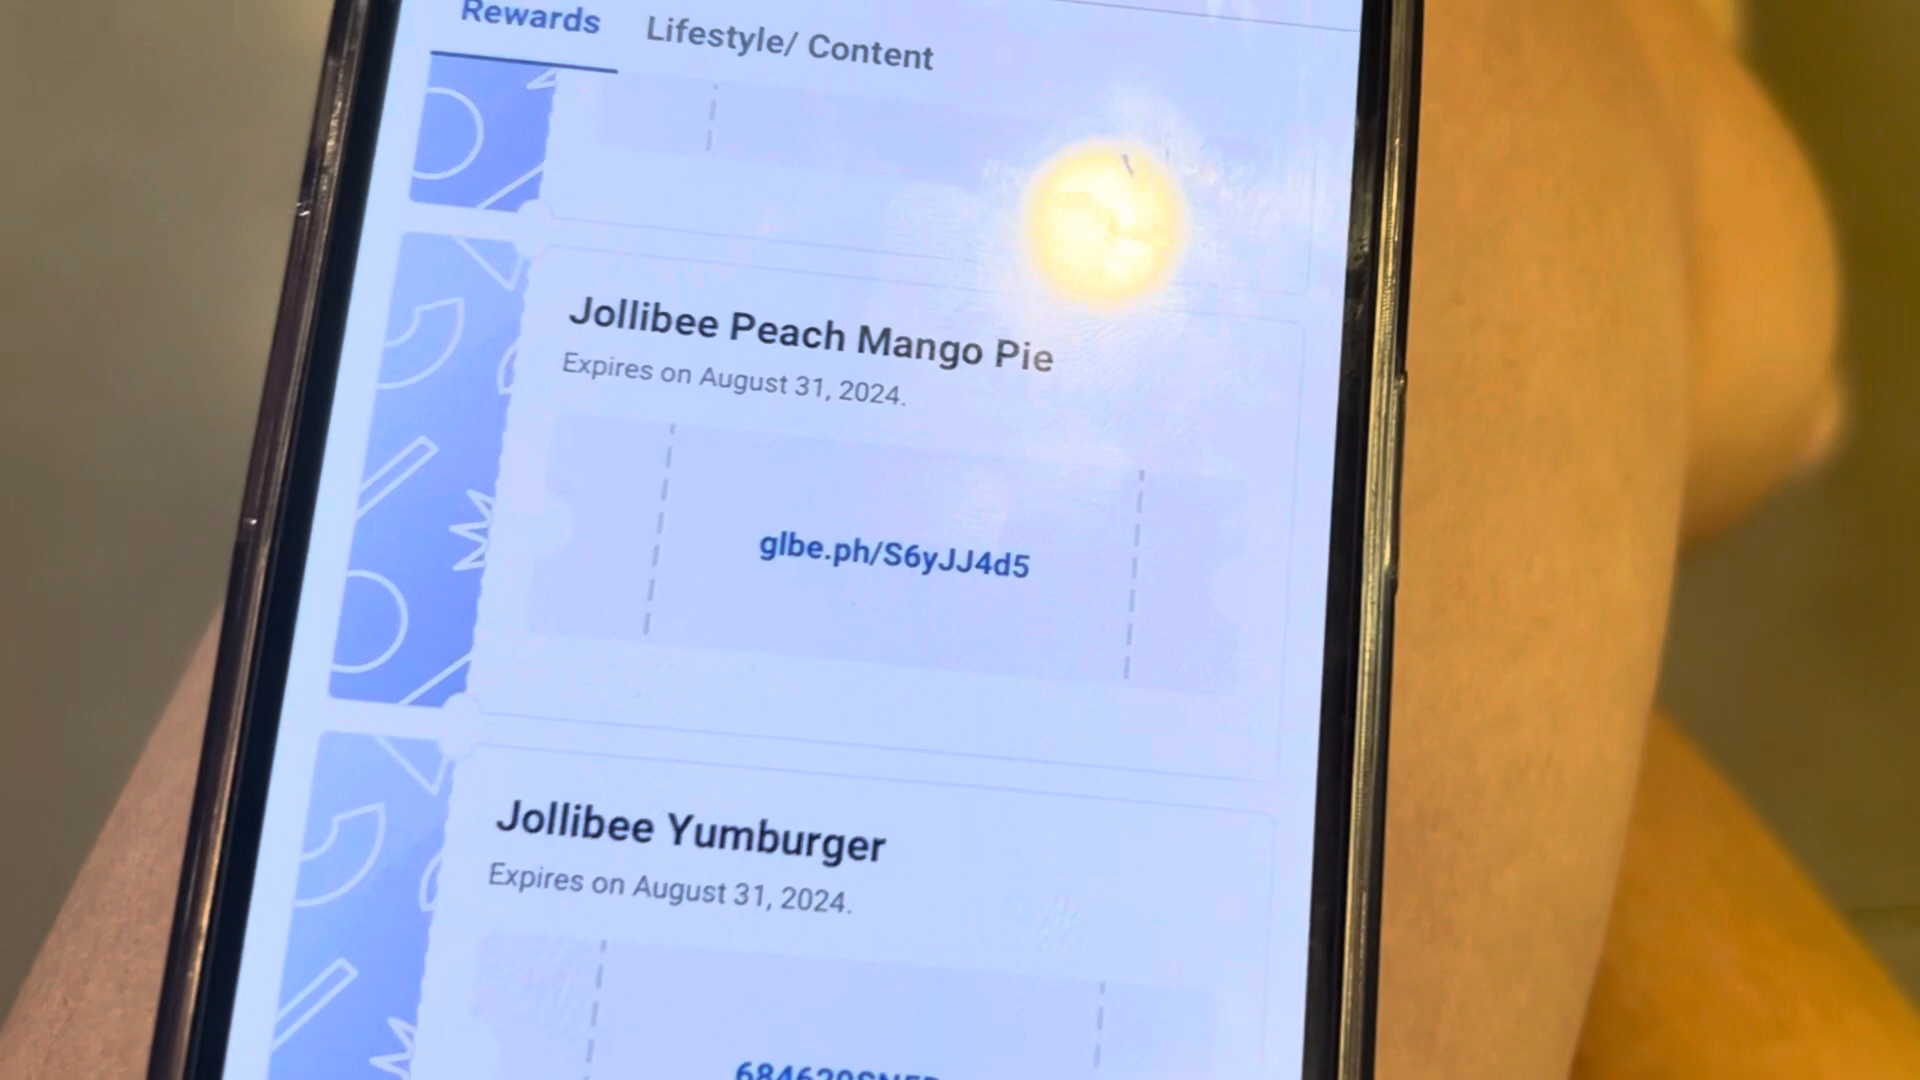 Rewards
Lifestyle/ Content
Jollibee Peach Mango Pie
Expires on August 31, 2024.
glbe.ph/S6yJJ4d5
Jollibee Yumburger
Expires on August 31, 2024.